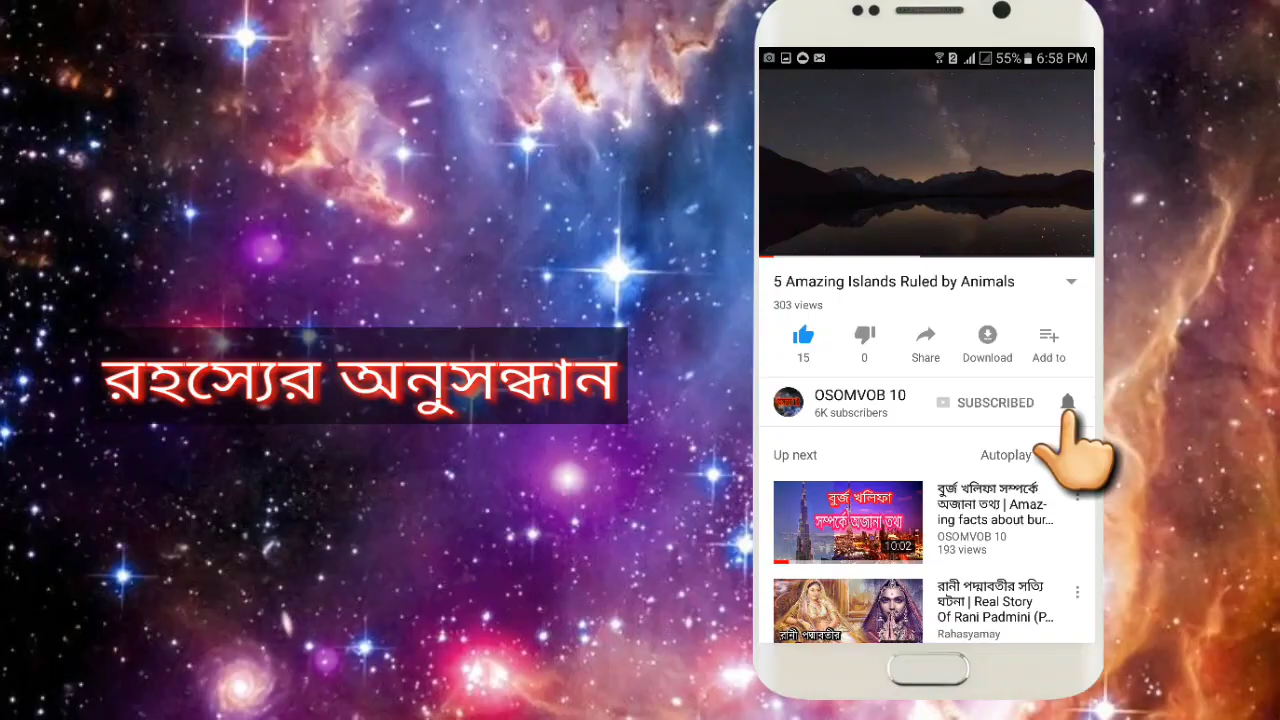 রহস্যের অনুসন্ধান
55% 6:58 PM
5 Amazing Islands Ruled by Animals
303 views
15
0
Share
Download
Add to
OSOMVOB 10
6K subscribers
SUBSCRIBED
Up next
Autoplay
বুর্জ খলিফা
সম্পর্কে অজানা তথ্য
10:02
বুর্জ খলিফা সম্পর্কে
অজানা তথ্য | Amaz-
ing facts about bur...
OSOMVOB 10
193 views
রানী পদ্মাবতীর
রানী পদ্মাবতীর সত্যি
ঘটনা | Real Story
Of Rani Padmini (P...
Rahasyamay